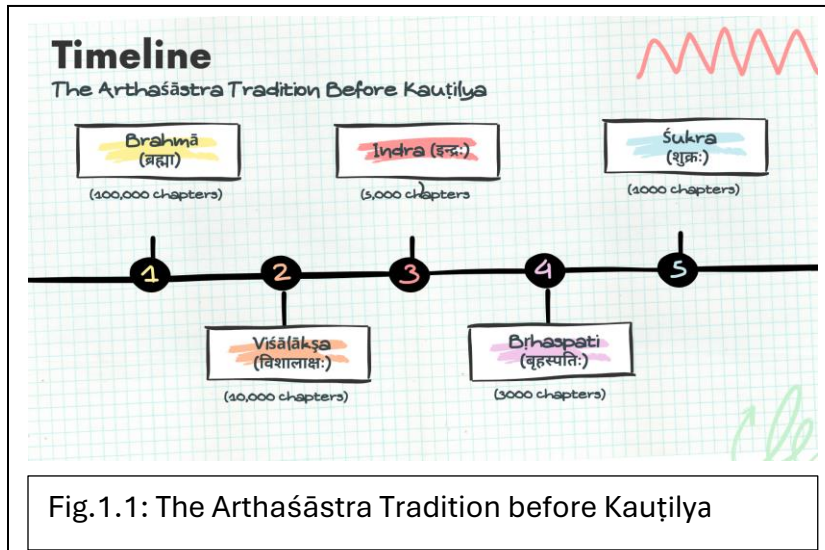 Timeline
The Arthaśāstra Tradition Before Kauṭilya
Brahmā
(ब्रह्मा)
(100,000 chapters)
Indra (इन्द्रः)
(5,000 chapters
)
Śukra
(शुक्रः)
(1000 chapters)
1
2
3
4
5
Viśālākṣa
(विशालाक्षः)
(10,000 chapters)
Bṛhaspati
(बृहस्पतिः)
(3000 chapters)
Fig.1.1: The Arthaśāstra Tradition before Kauṭilya